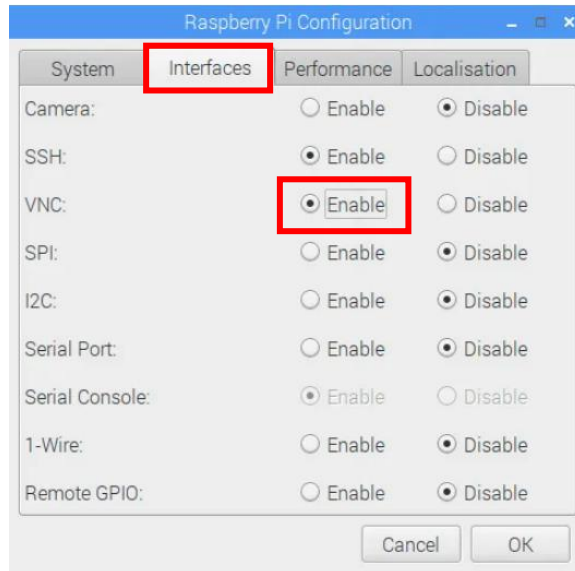 Raspberry Pi Configuration
System Interfaces Performance Localisation
Camera: Enable Disable
SSH: Enable Disable
VNC: Enable Disable
SPI: Enable Disable
I2C: Enable Disable
Serial Port: Enable Disable
Serial Console: Enable Disable
1-Wire: Enable Disable
Remote GPIO: Enable Disable
Cancel OK